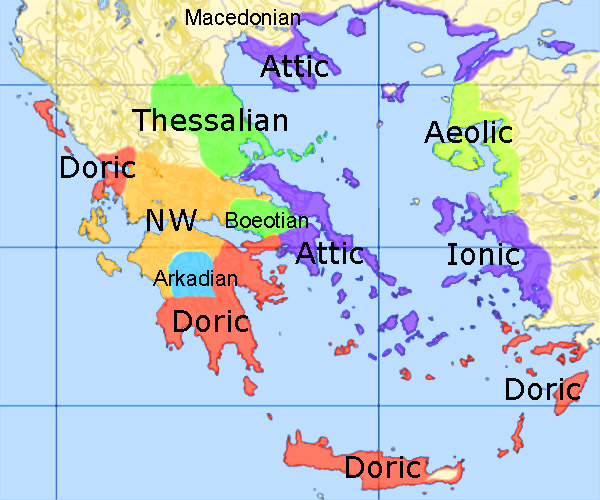 Macedonian
Attic
Thessalian
Aeolic
Doric
NW
Boeotian
Attic
Ionic
Arkadian
Doric
Doric
Doric